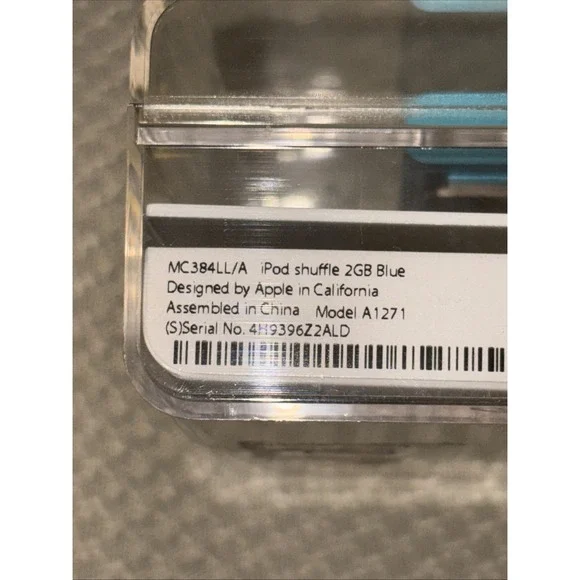 MC384LL/A iPod shuffle 2GB Blue
Designed by Apple in California
Assembled in China Model A1271
(S)Serial No. 4H9396Z2ALD